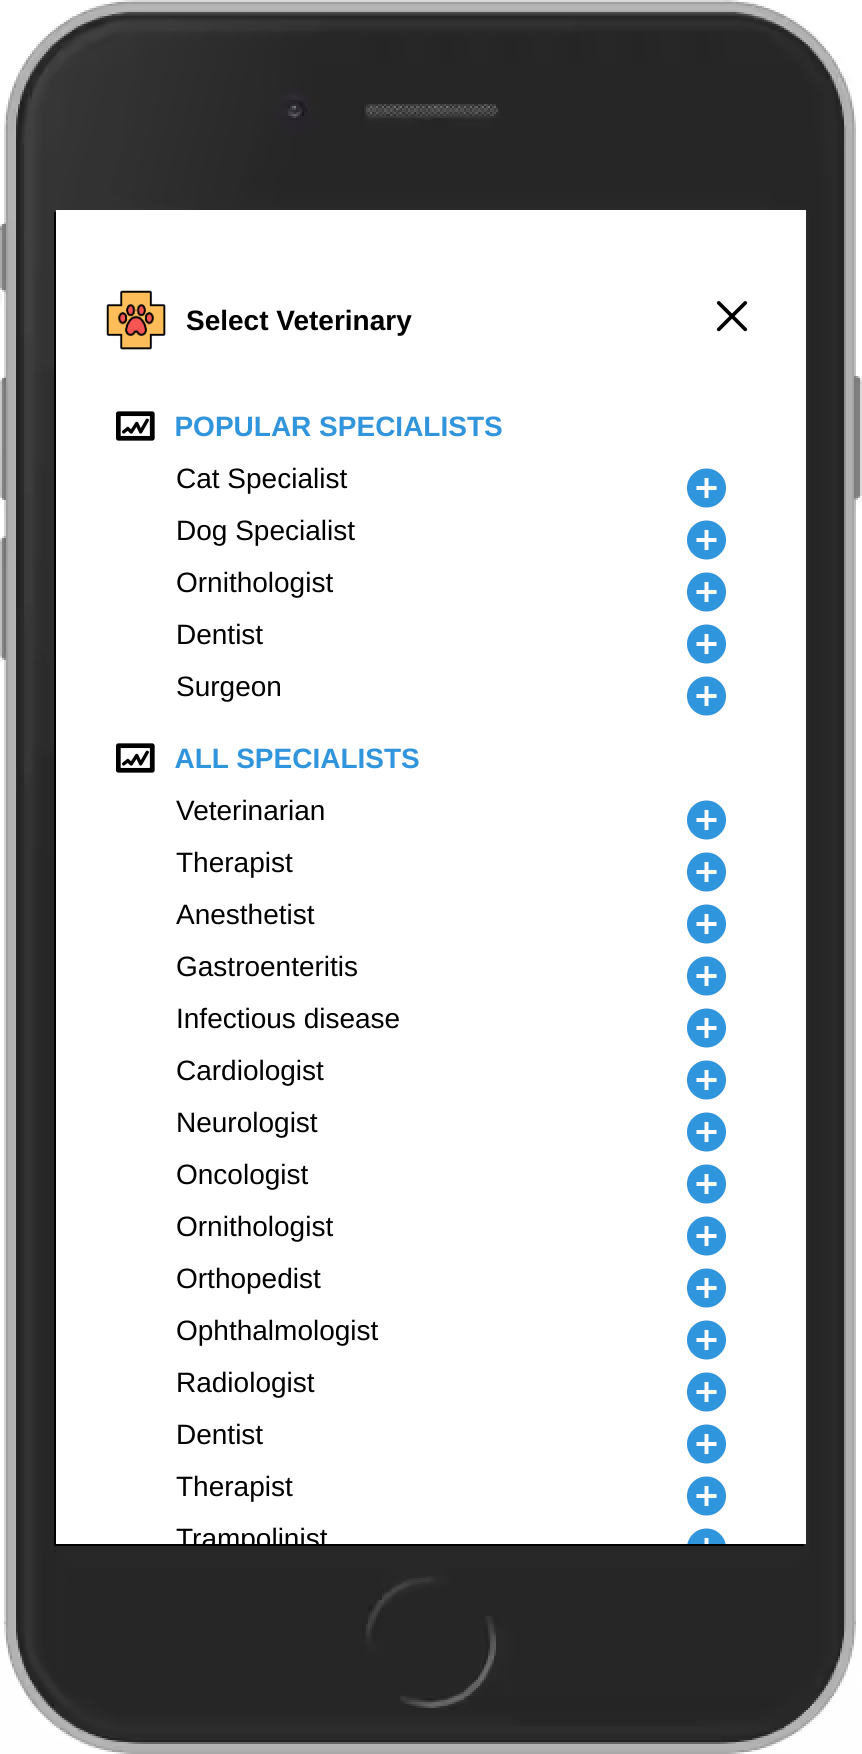 Select Veterinary
POPULAR SPECIALISTS
Cat Specialist
Dog Specialist
Ornithologist
Dentist
Surgeon
ALL SPECIALISTS
Veterinarian
Therapist
Anesthetist
Gastroenteritis
Infectious disease
Cardiologist
Neurologist
Oncologist
Ornithologist
Orthopedist
Ophthalmologist
Radiologist
Dentist
Therapist
Trampolinist